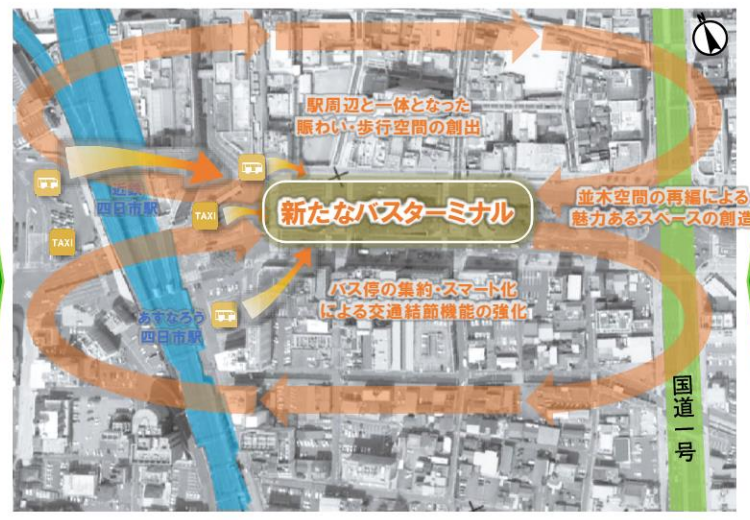 N
駅周辺と一体となった
賑わい・歩行空間の創出
近鉄
四日市駅
TAXI
新たなバスターミナル
並木空間の再編による
魅力あるスペースの創造
TAXI
バス停の集約・スマート化
による交通結節機能の強化
あすなろう
四日市駅
国道一号